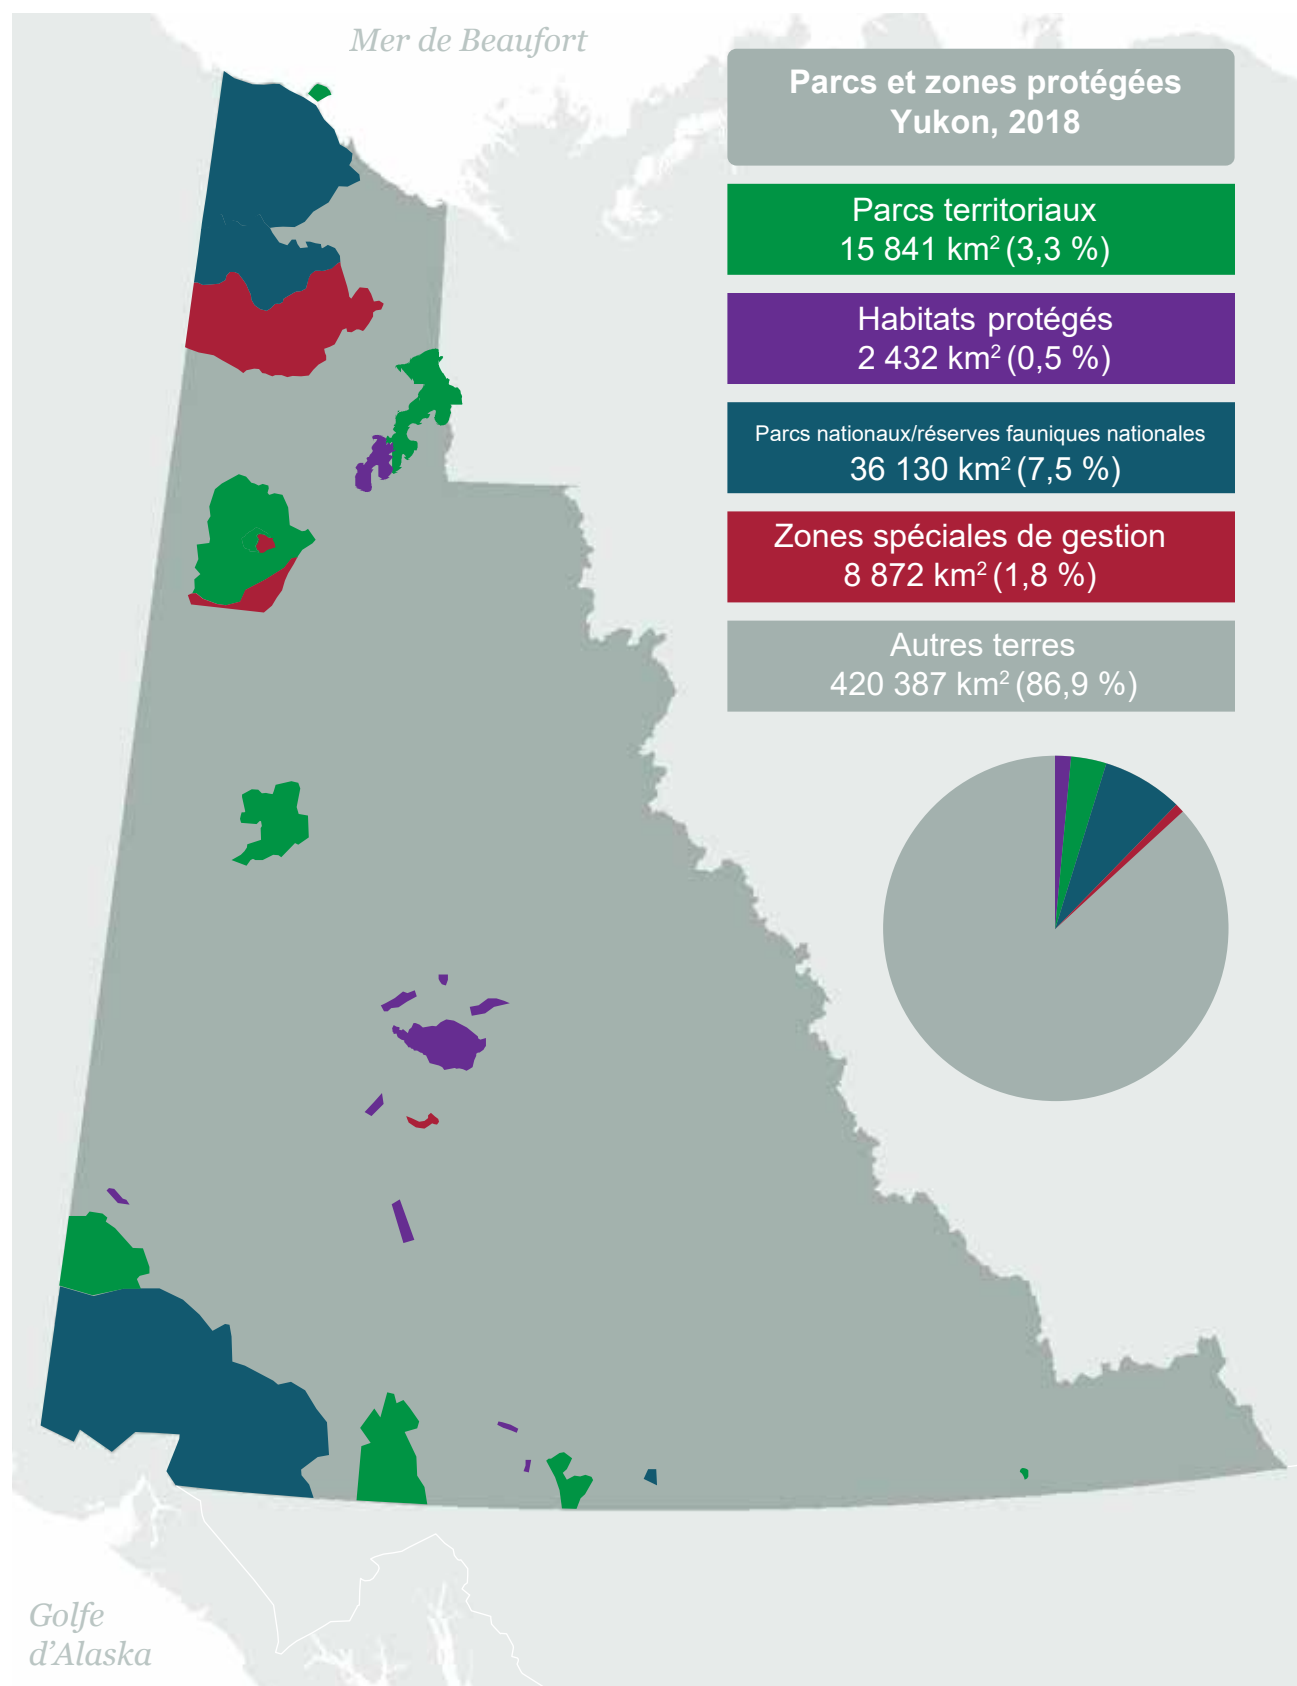 Mer de Beaufort
Parcs et zones protégées
Yukon, 2018
Parcs territoriaux
15 841 km² (3,3 %)
Habitats protégés
2 432 km² (0,5 %)
Parcs nationaux/réserves fauniques nationales
36 130 km² (7,5 %)
Zones spéciales de gestion
8 872 km² (1,8 %)
Autres terres
420 387 km² (86,9 %)
Golfe
d’Alaska